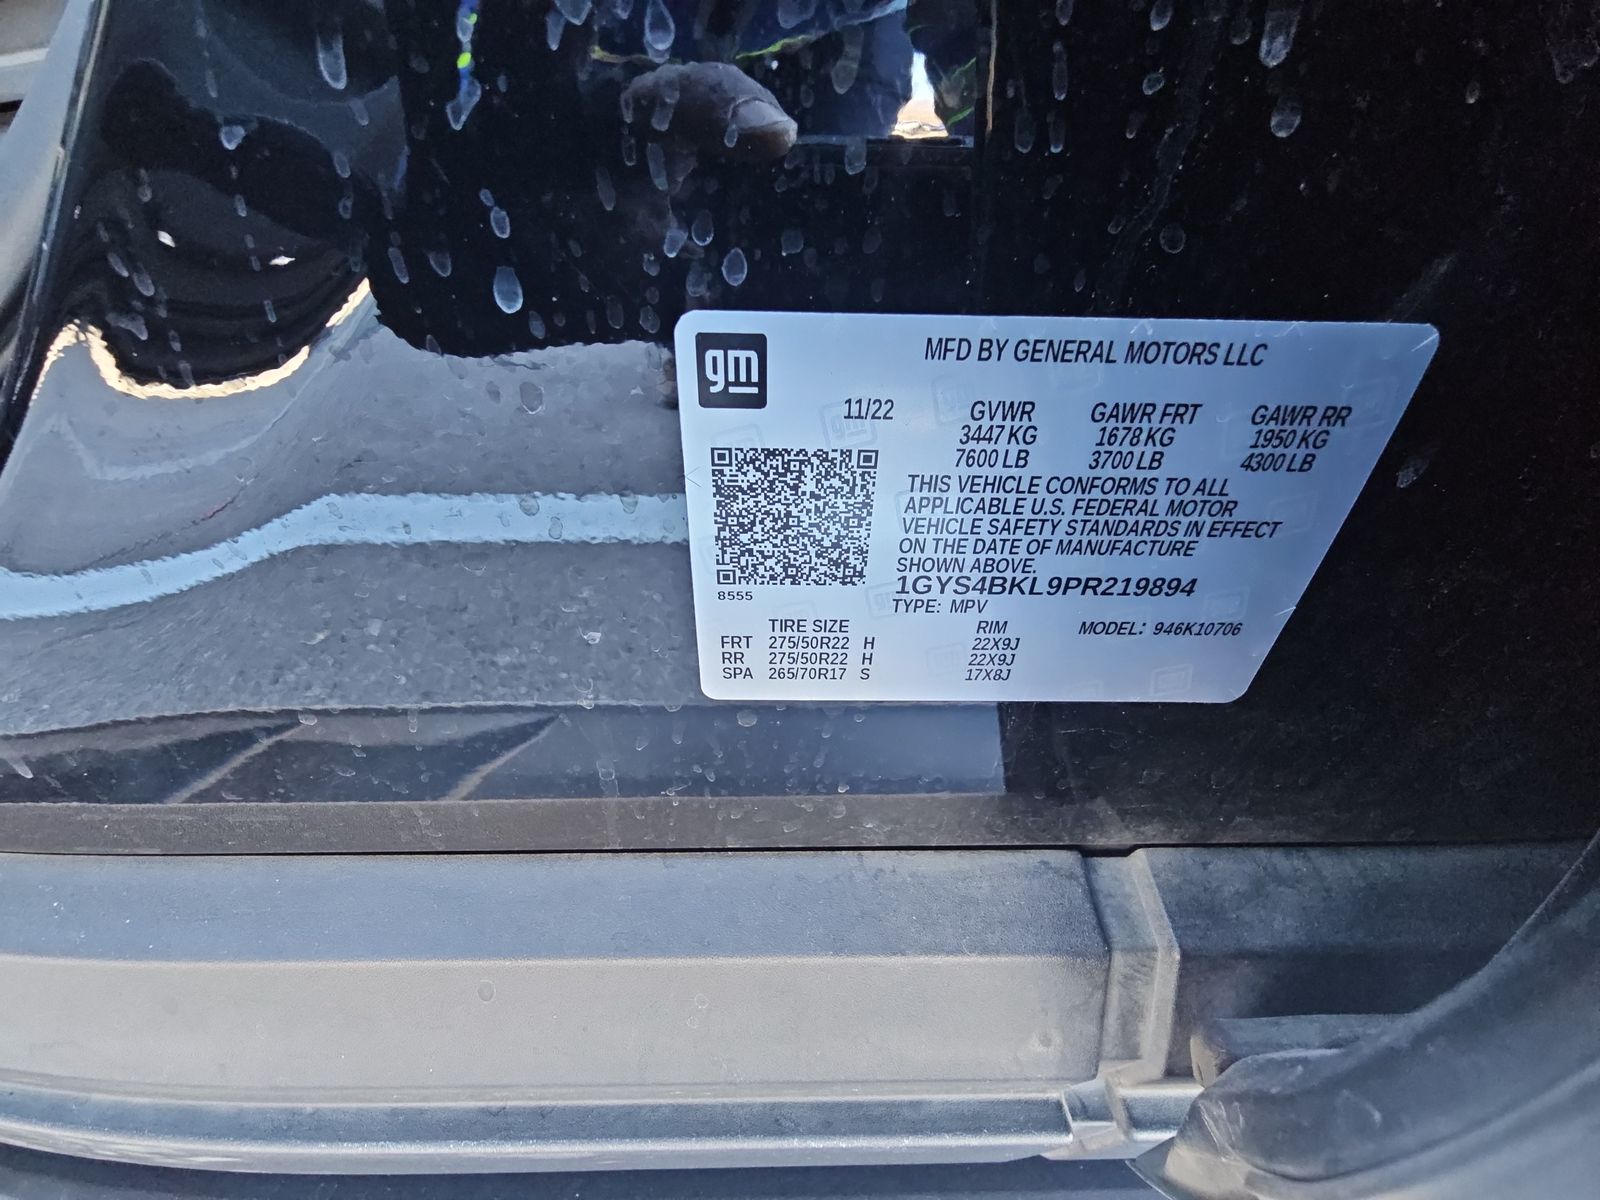 gm
MFD BY GENERAL MOTORS LLC
11/22 GVWR GAWR FRT GAWR RR
3447 KG 1678 KG 1950 KG
7600 LB 3700 LB 4300 LB
THIS VEHICLE CONFORMS TO ALL
APPLICABLE U.S. FEDERAL MOTOR
VEHICLE SAFETY STANDARDS IN EFFECT
ON THE DATE OF MANUFACTURE
SHOWN ABOVE.
1GYS4BKL9PR219894
8555
TYPE: MPV
TIRE SIZE RIM MODEL: 946K10706
FRT 275/50R22 H 22X9J
RR 275/50R22 H 22X9J
SPA 265/70R17 S 17X8J